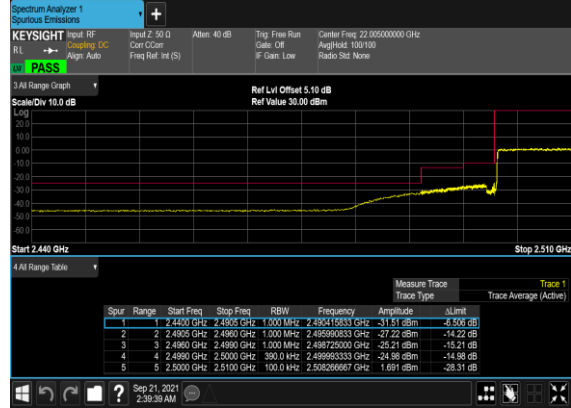 Spectrum Analyzer 1
Spurious Emissions
+
KEYSIGHT Input: RF Input Z: 50 Ω Atten: 40 dB Trig: Free Run Center Freq: 22.005000000 GHz
RL Coupling: DC Corr CCorr Gate: Off Avg|Hold: 100/100
Align: Auto Freq Ref: Int (S) IF Gain: Low Radio Std: None
PASS
3 All Range Graph Ref Lvl Offset 5.10 dB
Scale/Div 10.0 dB Ref Value 30.00 dBm
Log
20.0
10.0
0.00
-10.0
-20.0
-30.0
-40.0
-50.0
-60.0
Start 2.440 GHz Stop 2.510 GHz
4 All Range Table
Measure Trace Trace 1
Trace Type Trace Average (Active)
Spur Range Start Freq Stop Freq RBW Frequency Amplitude ΔLimit
1 1 2.4400 GHz 2.4905 GHz 1.000 MHz 2.490415833 GHz -31.51 dBm -6.506 dB
2 2 2.4905 GHz 2.4960 GHz 1.000 MHz 2.495990833 GHz -27.22 dBm -14.22 dB
3 3 2.4960 GHz 2.4990 GHz 1.000 MHz 2.498725000 GHz -25.21 dBm -15.21 dB
4 4 2.4990 GHz 2.5000 GHz 390.0 kHz 2.499993333 GHz -24.98 dBm -14.98 dB
5 5 2.5000 GHz 2.5100 GHz 100.0 kHz 2.508266667 GHz 1.691 dBm -28.31 dB
? Sep 21, 2021
2:39:39 AM